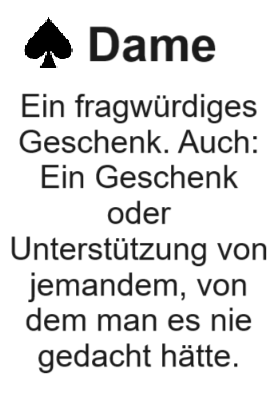 ♠ Dame
Ein fragwürdiges
Geschenk. Auch:
Ein Geschenk
oder
Unterstützung von
jemandem, von
dem man es nie
gedacht hätte.